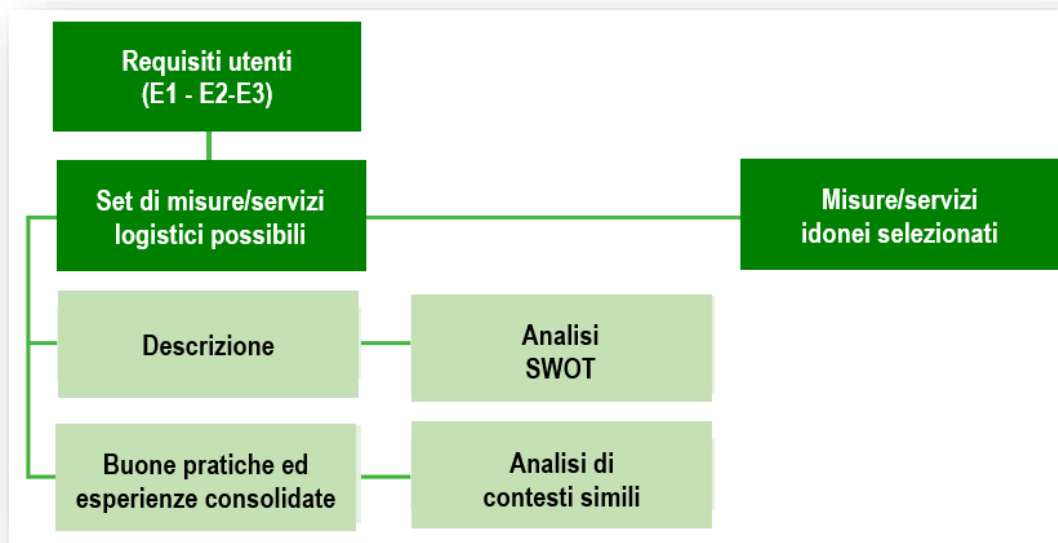 Requisiti utenti
(E1 - E2-E3)
Set di misure/servizi
logistici possibili
Misure/servizi
idonei selezionati
Descrizione
Analisi
SWOT
Buone pratiche ed
esperienze consolidate
Analisi di
contesti simili